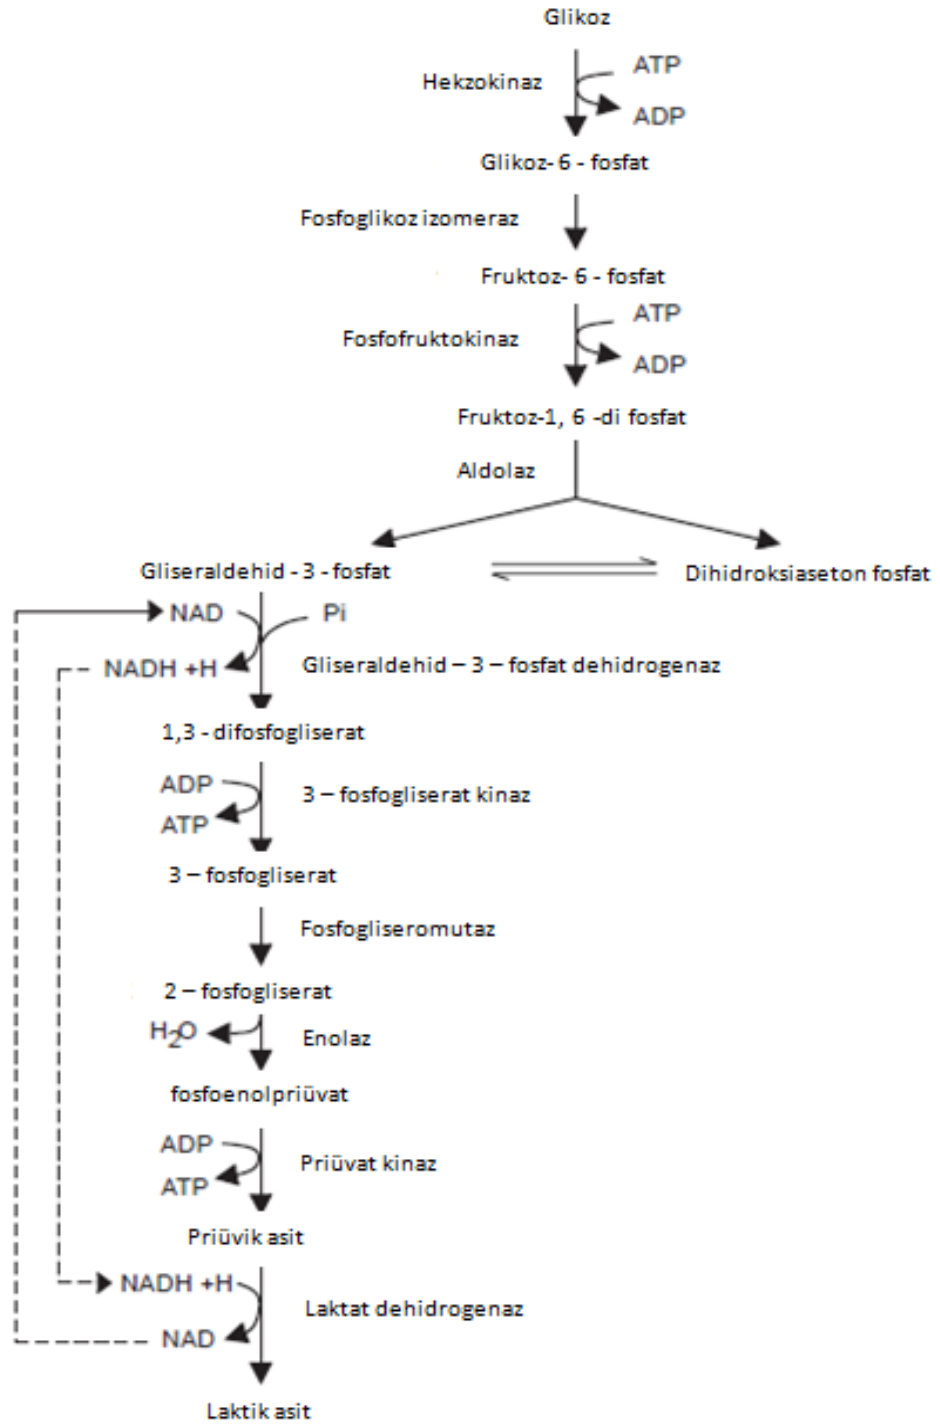 Glikoz
ATP
Hekzokinaz
ADP
Glikoz- 6 - fosfat
Fosfoglikoz izomeraz
Fruktoz- 6 - fosfat
ATP
Fosfofruktokinaz
ADP
Fruktoz-1, 6 -di fosfat
Aldolaz
Gliseraldehid - 3 - fosfat
Dihidroksiaseton fosfat
NAD
Pi
NADH +H
Gliseraldehid – 3 – fosfat dehidrogenaz
1,3 - difosfogliserat
ADP
3 – fosfogliserat kinaz
ATP
3 – fosfogliserat
Fosfogliseromutaz
2 – fosfogliserat
H2O
Enolaz
fosfoenolpriüvat
ADP
Priüvat kinaz
ATP
Priüvik asit
NADH +H
Laktat dehidrogenaz
NAD
Laktik asit